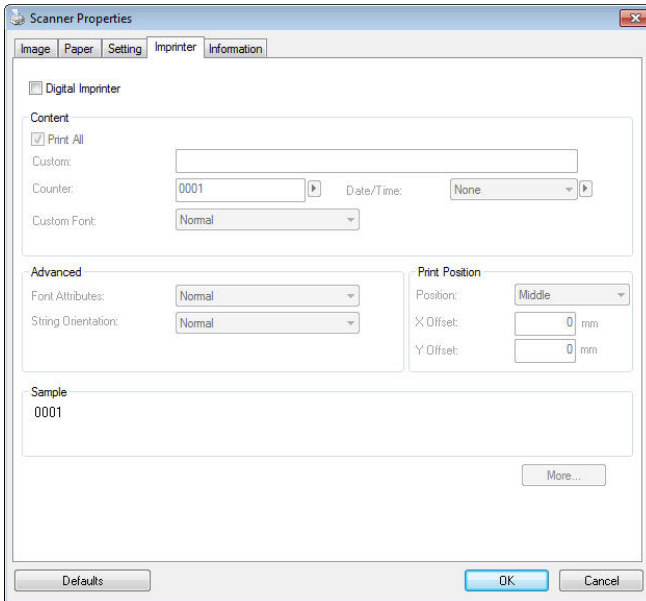 Scanner Properties
Image Paper Setting Imprinter Information
Digital Imprinter
Content
Print All
Custom:
Counter: 0001 Date/Time: None
Custom Font: Normal
Advanced
Font Attributes: Normal
String Orientation: Normal
Print Position
Position: Middle
X Offset: 0 mm
Y Offset: 0 mm
Sample
0001
More...
Defaults OK Cancel